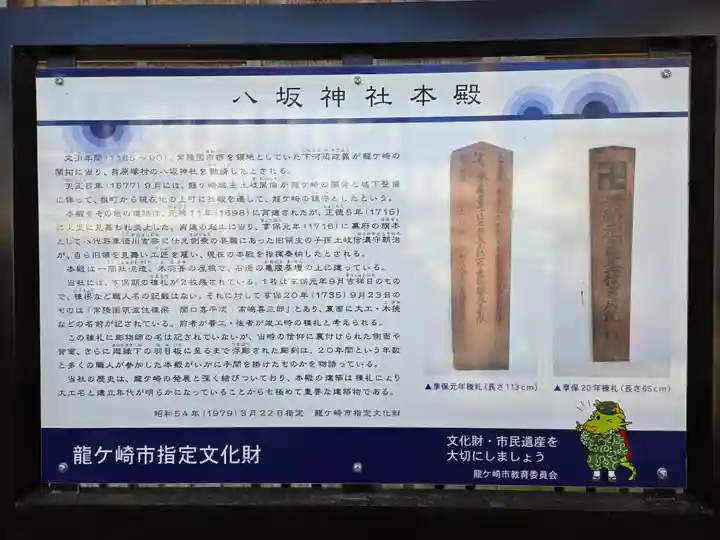 八坂神社本殿
文治年間(1185~90)、常陸国南郡を領地としていた下河辺政義が龍ケ崎の
開拓に当り、貝原塚村の八坂神社を勧請したとされる。
天正5年(1577)9月には、龍ケ崎城主土岐胤倫が龍ケ崎の開発と城下整備
に伴って、根町から現在地の上町に社殿を遷して、龍ケ崎の鎮守としたという。
本殿をその他の建物は、元禄11年(1698)に再建されたが、正徳5年(1715)
に火災に見舞われ炎上した。再建の起工に当り、享保元年(1716)に幕府の旗本
として八代将軍徳川吉宗に仕え側衆の要職にあった旧領主の子孫土岐信濃守朝治
が、自ら旧領を見舞い工匠を雇い、現在の本殿を指揮奉納したとされる。
本殿は一間社流造、木羽葺の屋根で、石造の亀腹基壇の上に建っている。
当社には、享保期の棟札が2枚残されている。1枚は享保元年9月吉祥日のもの
で、棟梁など職人名の記載はない。それに対して享保20年(1735)9月23日の
ものは「常陸国筑波住棟梁 関口喜平次 高嶋喜三郎」とあり、裏面に大工・木挽
などの名前が記されている。前者が着工・後者が竣工時の棟札と考えられる。
この棟札に彫物師の名は記されていないが、当時の信仰に裏付けられた側面や
背面、さらに廻縁下の羽目板に至るまで浮彫された彫刻は、20年間という年数
と多くの職人が参加した本殿がいかに手間を掛けたものかを物語っている。
当社の歴史は、龍ケ崎の発展と深く結びついており、本殿の建築は棟札により
大工名と建立年代が明らかになっていることからも極めて重要な建築物である。
昭和54年(1979)3月22日指定 龍ケ崎市指定文化財
▲享保元年棟札(長さ113cm)
▲享保20年棟札(長さ65cm)
龍ケ崎市指定文化財
文化財・市民遺産を
大切にしましょう
龍ケ崎市教育委員会